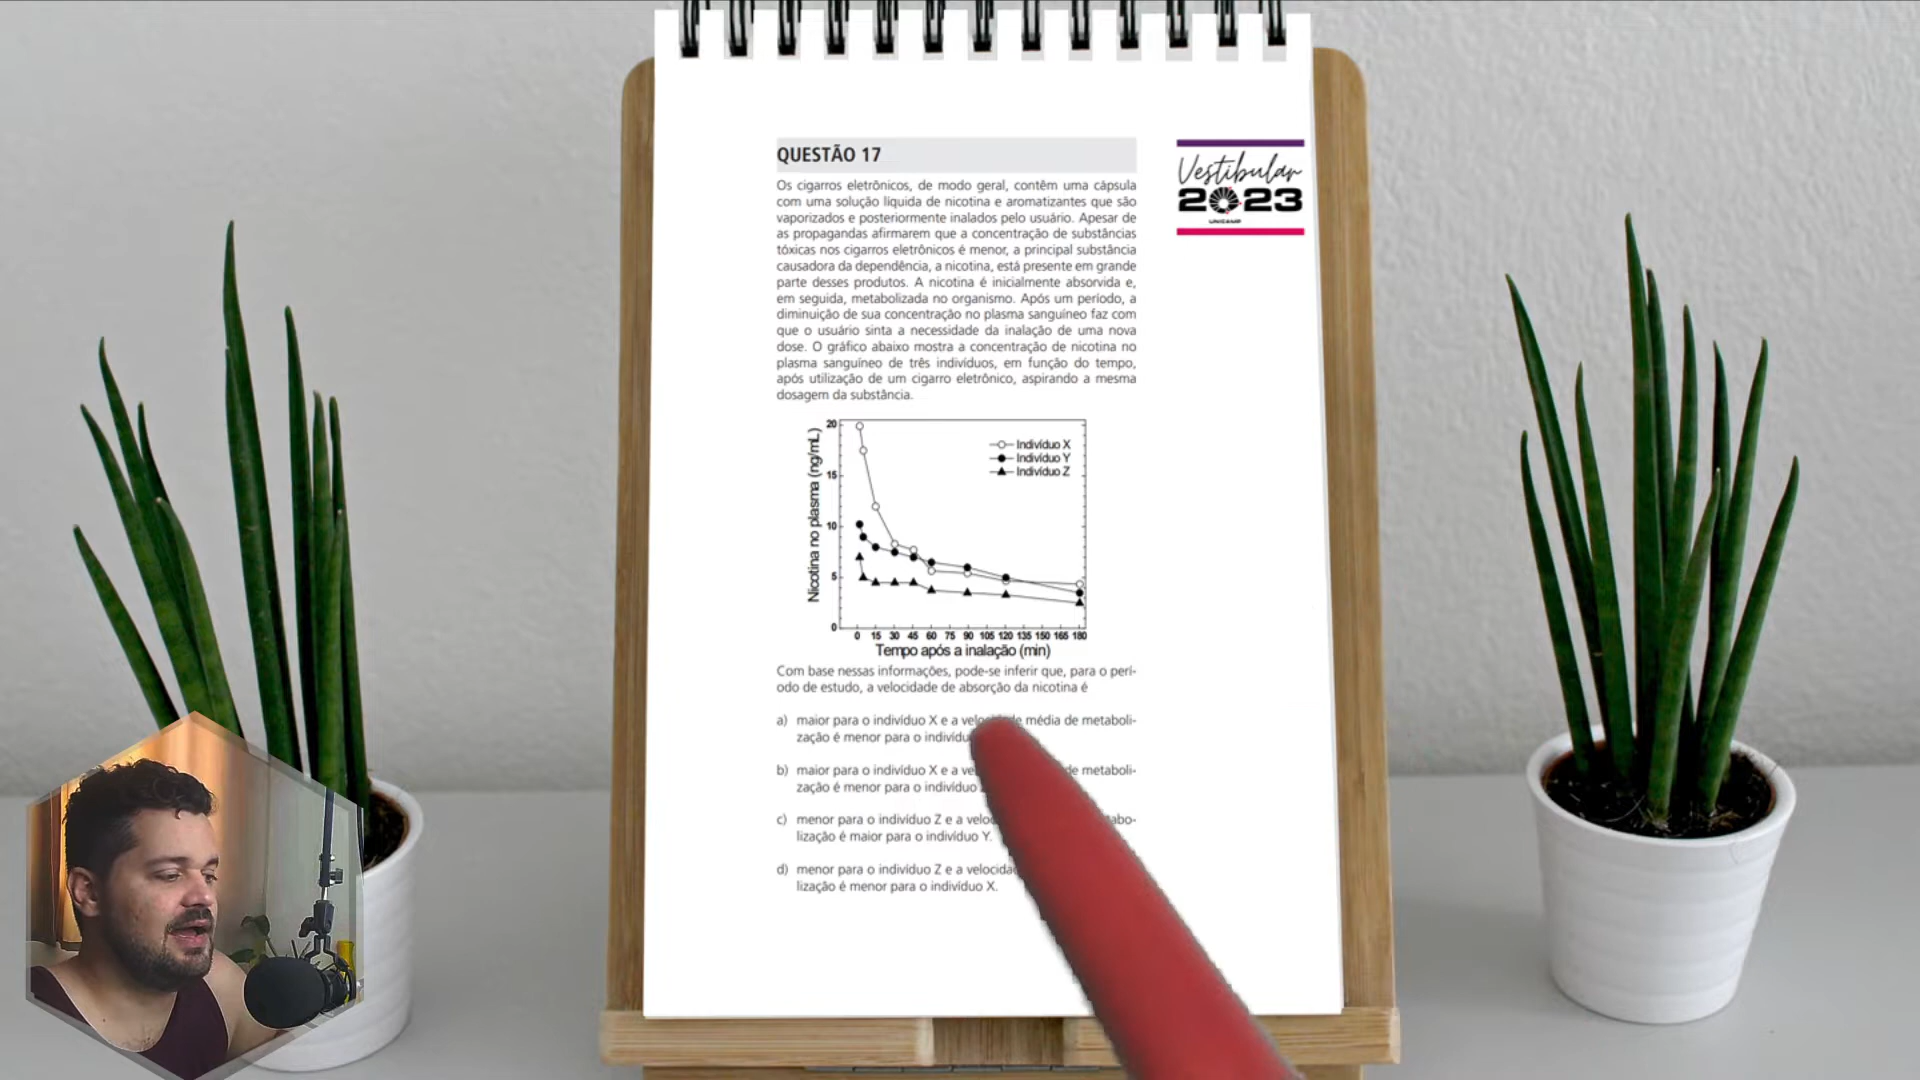 QUESTÃO 17
Vestibular
2023
UNICAMP
Os cigarros eletrônicos, de modo geral, contêm uma cápsula
com uma solução líquida de nicotina e aromatizantes que são
vaporizados e posteriormente inalados pelo usuário. Apesar de
as propagandas afirmarem que a concentração de substâncias
tóxicas nos cigarros eletrônicos é menor, a principal substância
causadora da dependência, a nicotina, está presente em grande
parte desses produtos. A nicotina é inicialmente absorvida e,
em seguida, metabolizada no organismo. Após um período, a
diminuição de sua concentração no plasma sanguíneo faz com
que o usuário sinta a necessidade da inalação de uma nova
dose. O gráfico abaixo mostra a concentração de nicotina no
plasma sanguíneo de três indivíduos, em função do tempo,
após utilização de um cigarro eletrônico, aspirando a mesma
dosagem da substância.
Nicotina no plasma (ng/mL)
20
15
10
5
0
Indivíduo X
Indivíduo Y
Indivíduo Z
0 15 30 45 60 75 90 105 120 135 150 165 180
Tempo após a inalação (min)
Com base nessas informações, pode-se inferir que, para o perí-
odo de estudo, a velocidade de absorção da nicotina é
a) maior para o indivíduo X e a média de metaboli-
zação é menor para o
b) maior para o indivíduo X e a de metaboli-
zação é menor para o indivíduo
c) menor para o indivíduo Z e a
lização é maior para o indivíduo Y.
d) menor para o indivíduo Z e a
lização é menor para o indivíduo X.